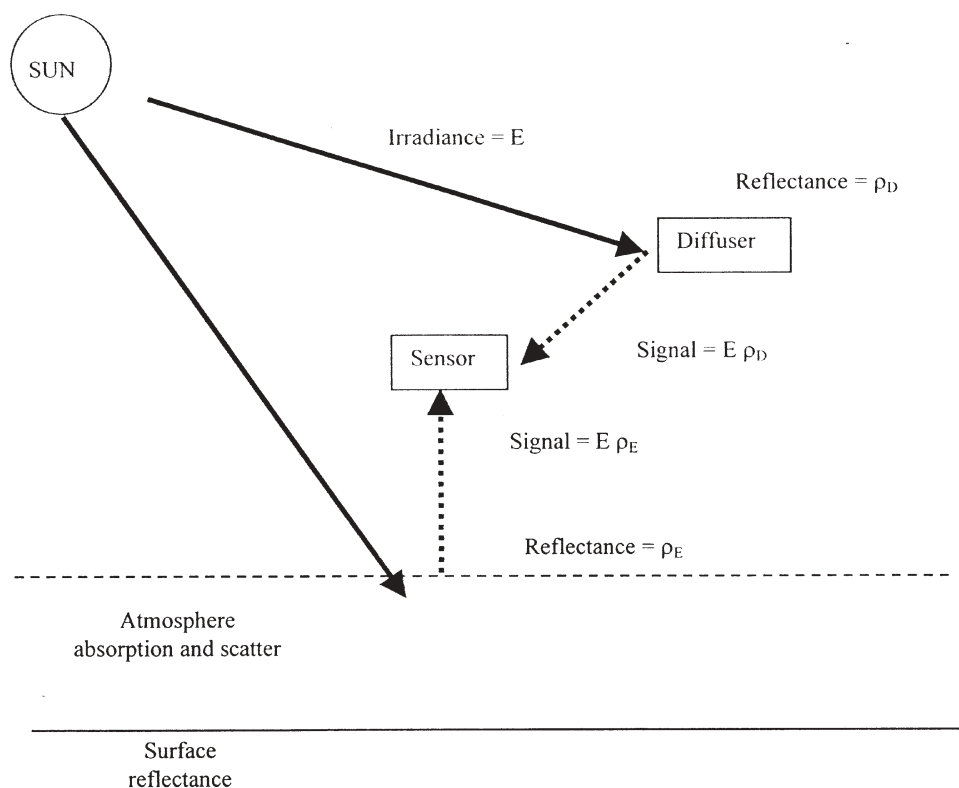 SUN
Irradiance = E
Reflectance = ρD
Diffuser
Sensor
Signal = E ρD
Signal = E ρE
Reflectance = ρE
Atmosphere
absorption and scatter
Surface
reflectance